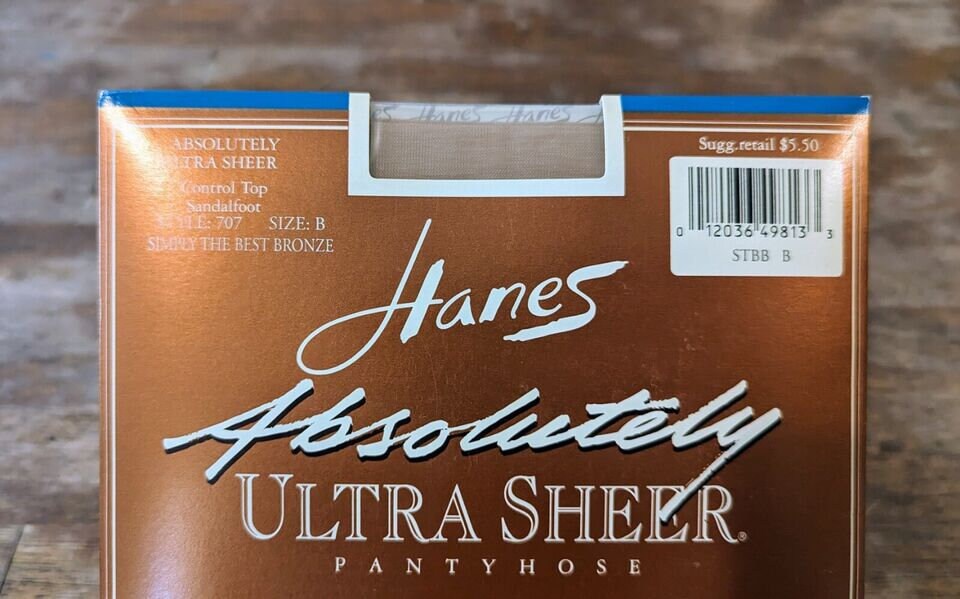 Hanes Hanes
ABSOLUTELY
ULTRA SHEER
Control Top
Sandalfoot
STYLE: 707 SIZE: B
SIMPLY THE BEST BRONZE
Sugg.retail $5.50
0 12036 49813 3
STBB B
Hanes
Absolutely
ULTRA SHEER®
PANTYHOSE